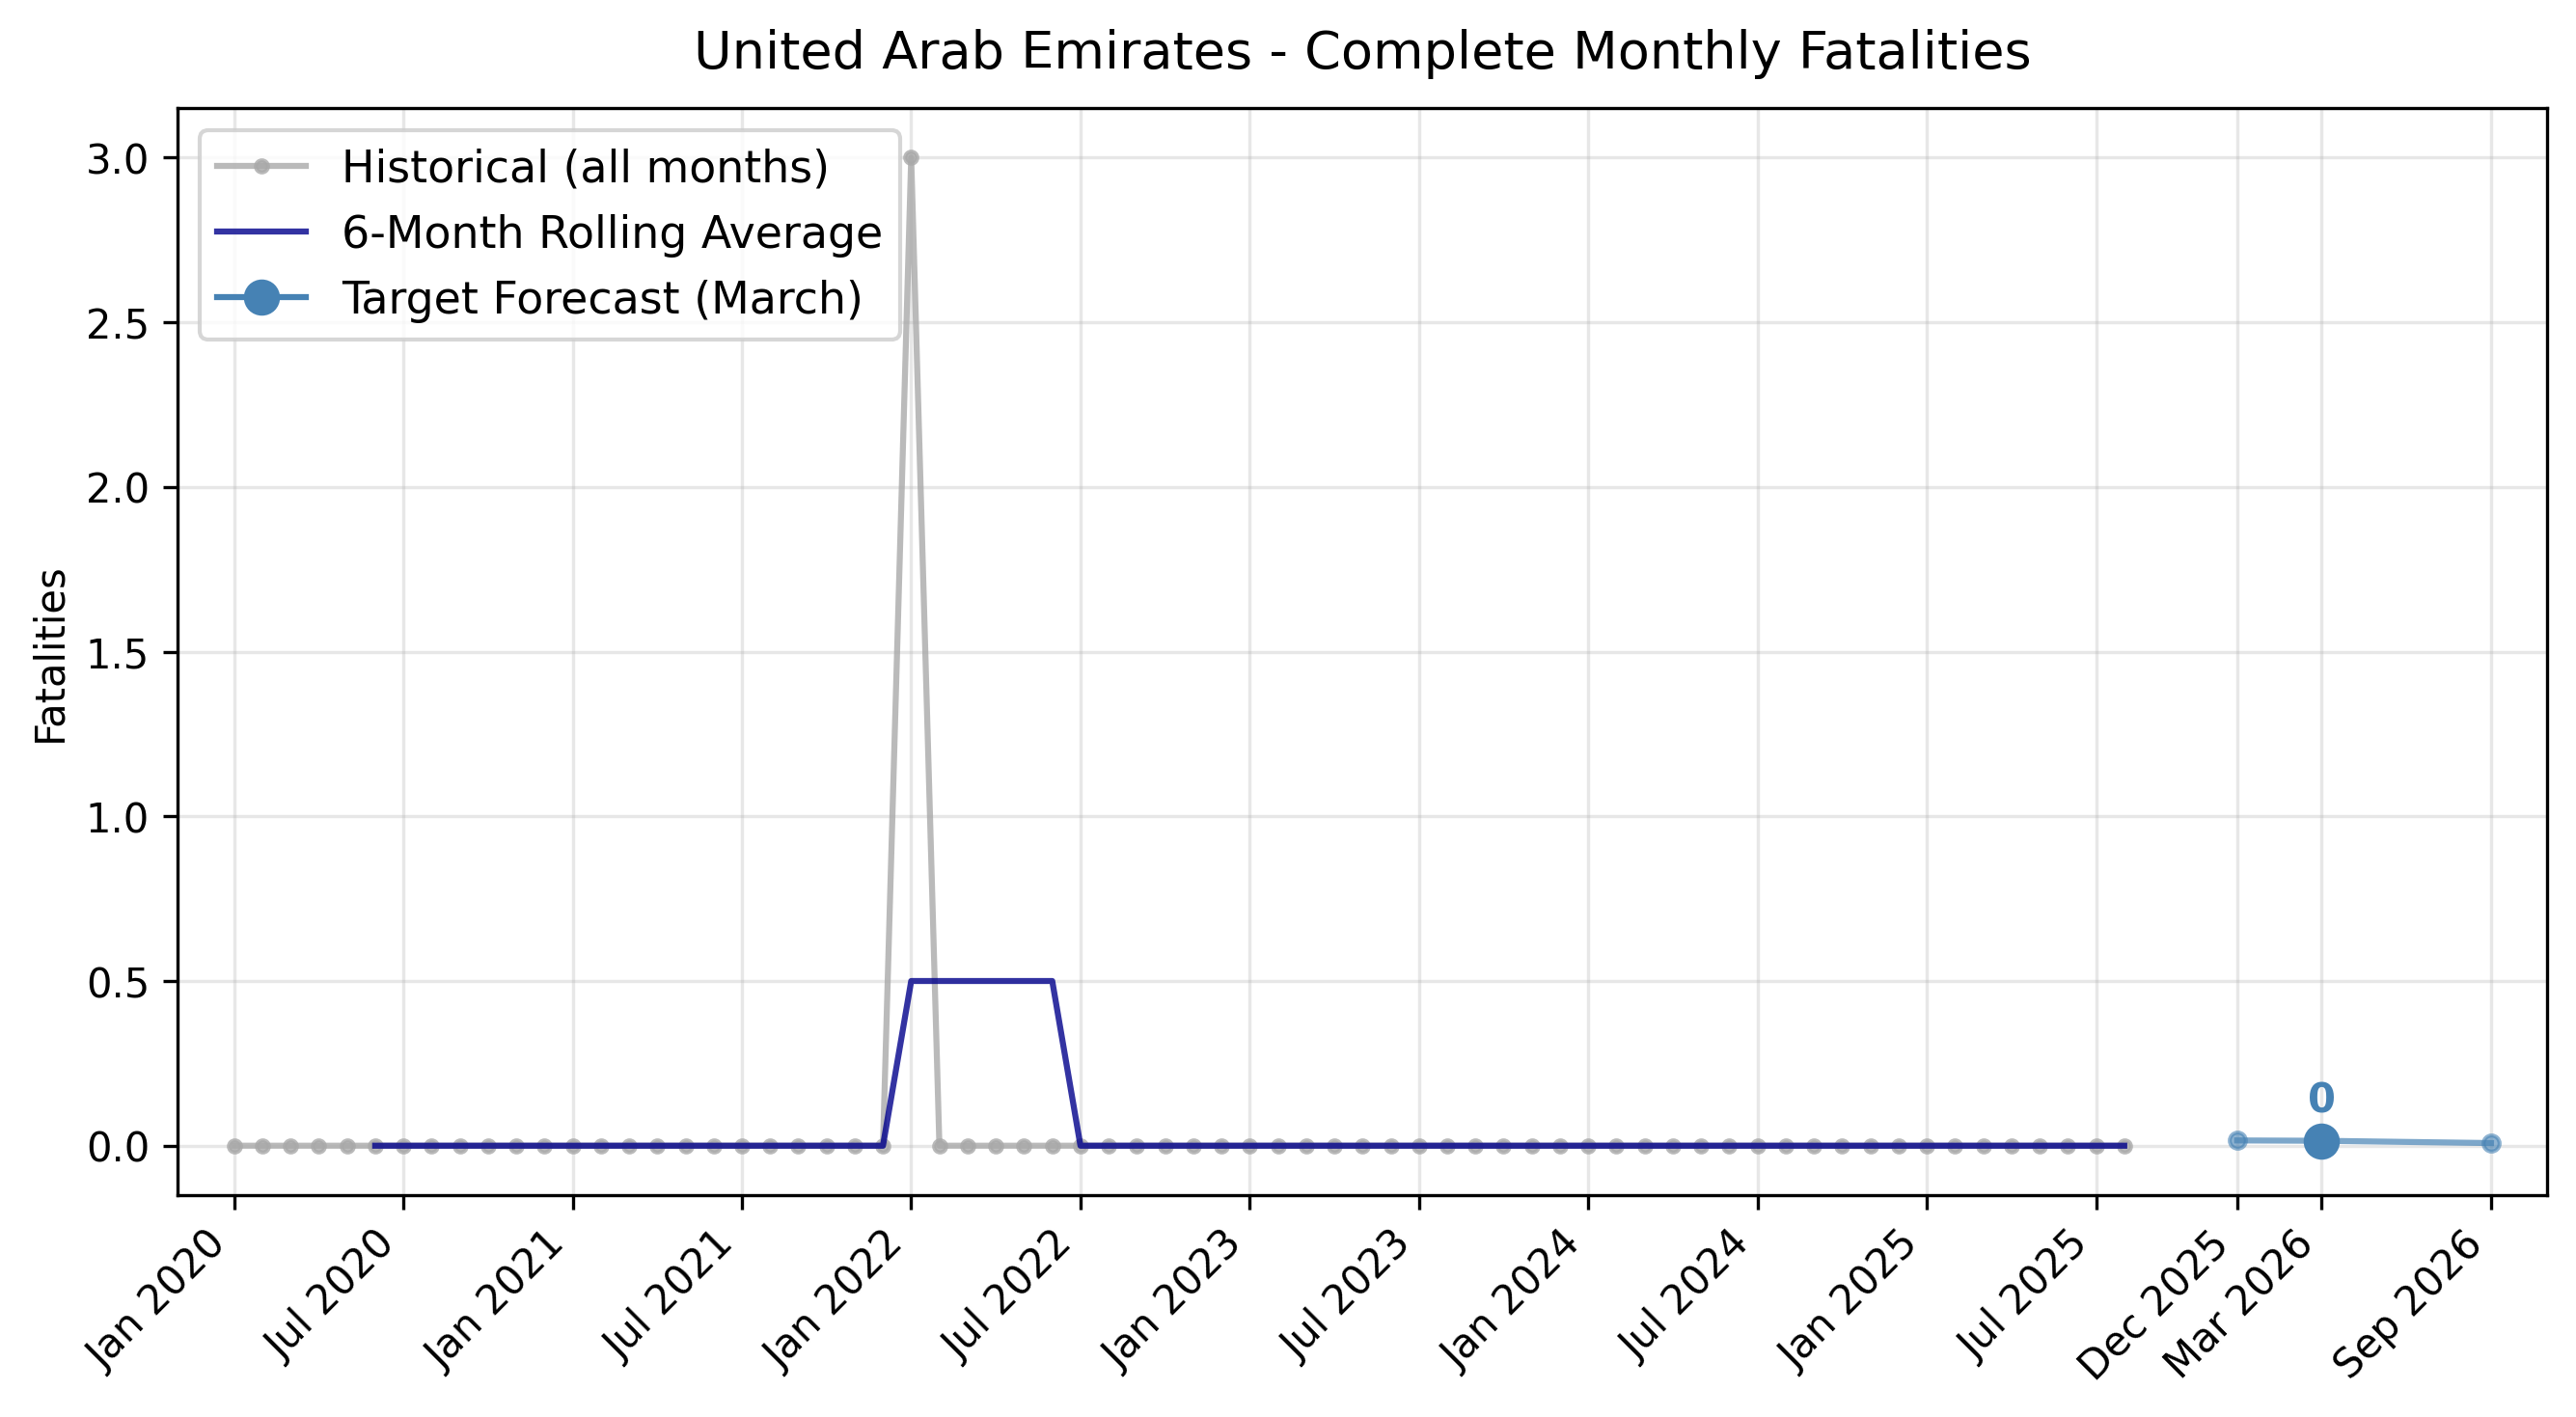 United Arab Emirates - Complete Monthly Fatalities
Historical (all months)
6-Month Rolling Average
Target Forecast (March)
Fatalities
3.0
2.5
2.0
1.5
1.0
0.5
0.0
0
Jan 2020
Jul 2020
Jan 2021
Jul 2021
Jan 2022
Jul 2022
Jan 2023
Jul 2023
Jan 2024
Jul 2024
Jan 2025
Jul 2025
Dec 2025
Mar 2026
Sep 2026